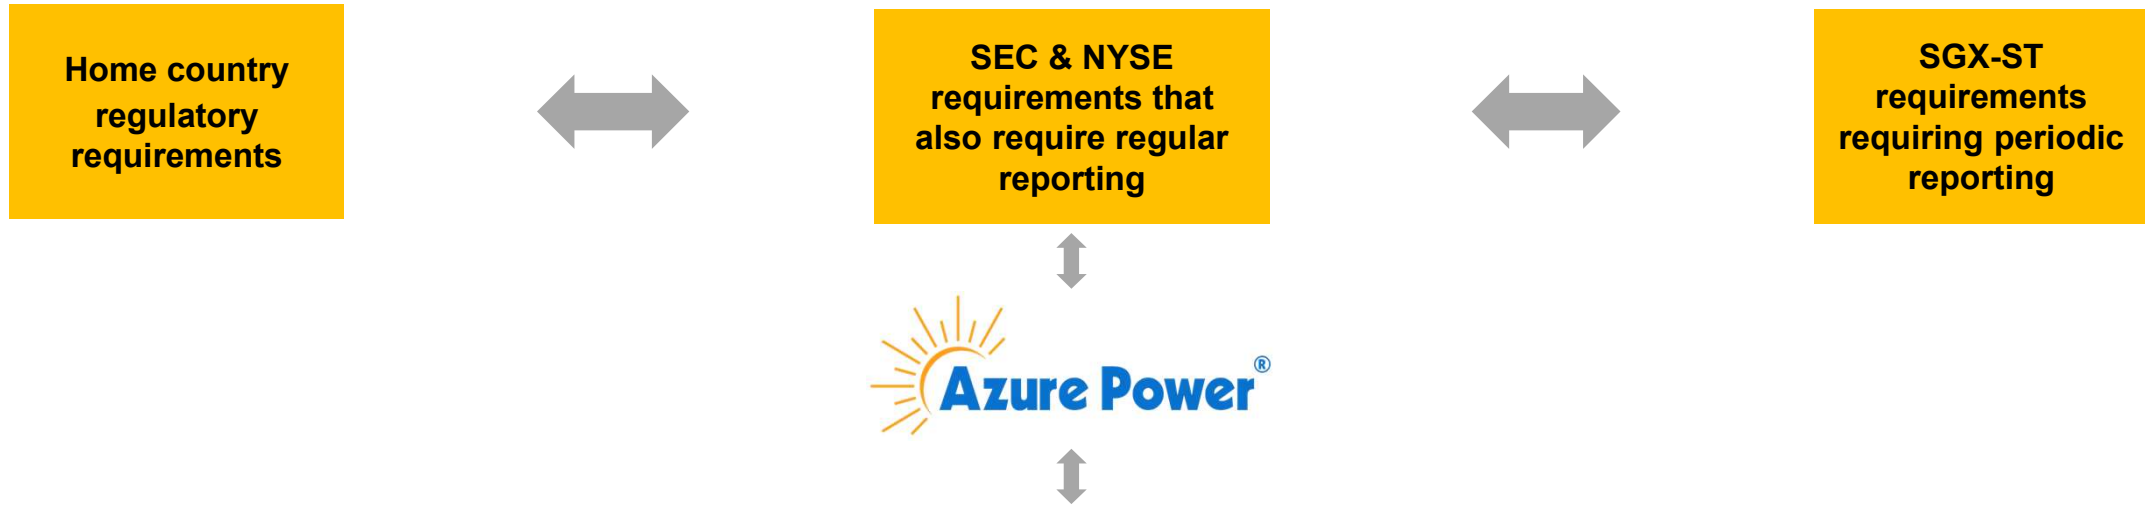 Home country
regulatory
requirements
SEC & NYSE
requirements that
also require regular
reporting
SGX-ST
requirements
requiring periodic
reporting
Azure Power®